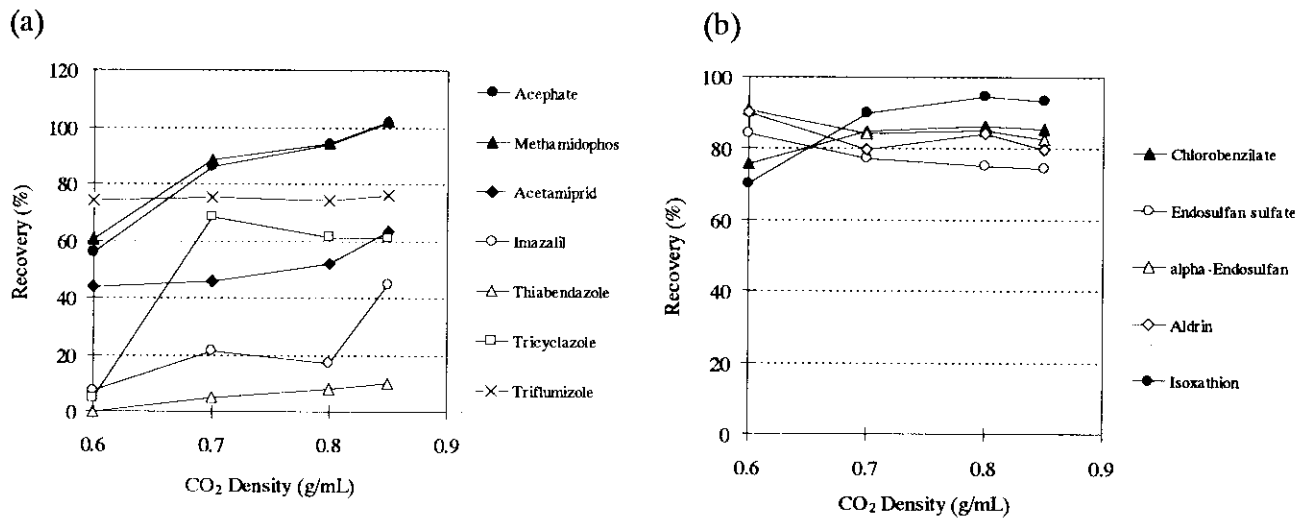 (a)
120
100
80
60
40
20
0
Recovery (%)
0.6 0.7 0.8 0.9
CO₂ Density (g/mL)
Acephate
Methamidophos
Acetamiprid
Imazalil
Thiabendazole
Tricyclazole
Triflumizole
(b)
100
80
60
40
20
0
Recovery (%)
0.6 0.7 0.8 0.9
CO₂ Density (g/mL)
Chlorobenzilate
Endosulfan sulfate
alpha-Endosulfan
Aldrin
Isoxathion